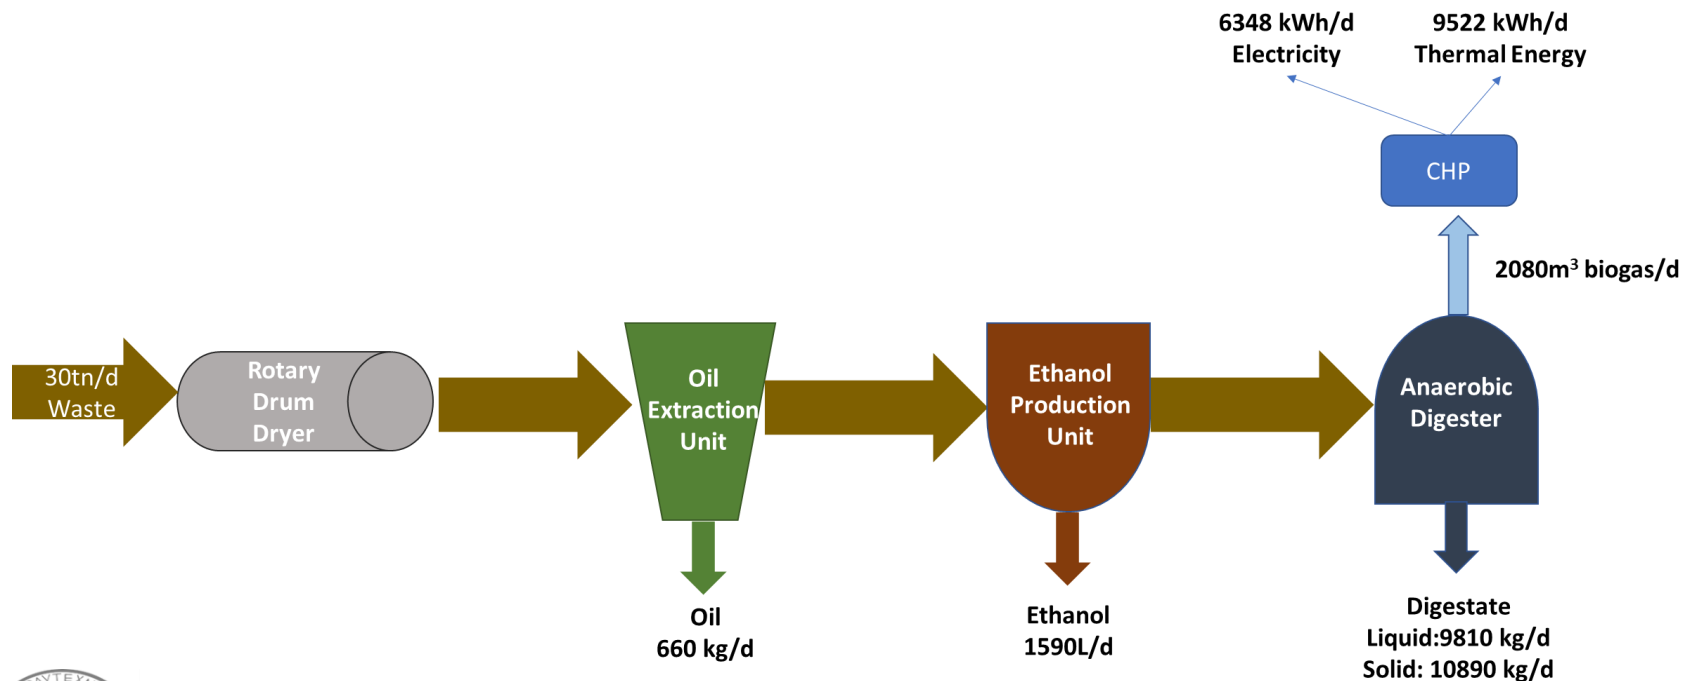 6348 kWh/d
Electricity
9522 kWh/d
Thermal Energy
CHP
2080m³ biogas/d
30tn/d
Waste
Rotary
Drum
Dryer
Oil
Extraction
Unit
Ethanol
Production
Unit
Anaerobic
Digester
Oil
660 kg/d
Ethanol
1590L/d
Digestate
Liquid:9810 kg/d
Solid: 10890 kg/d